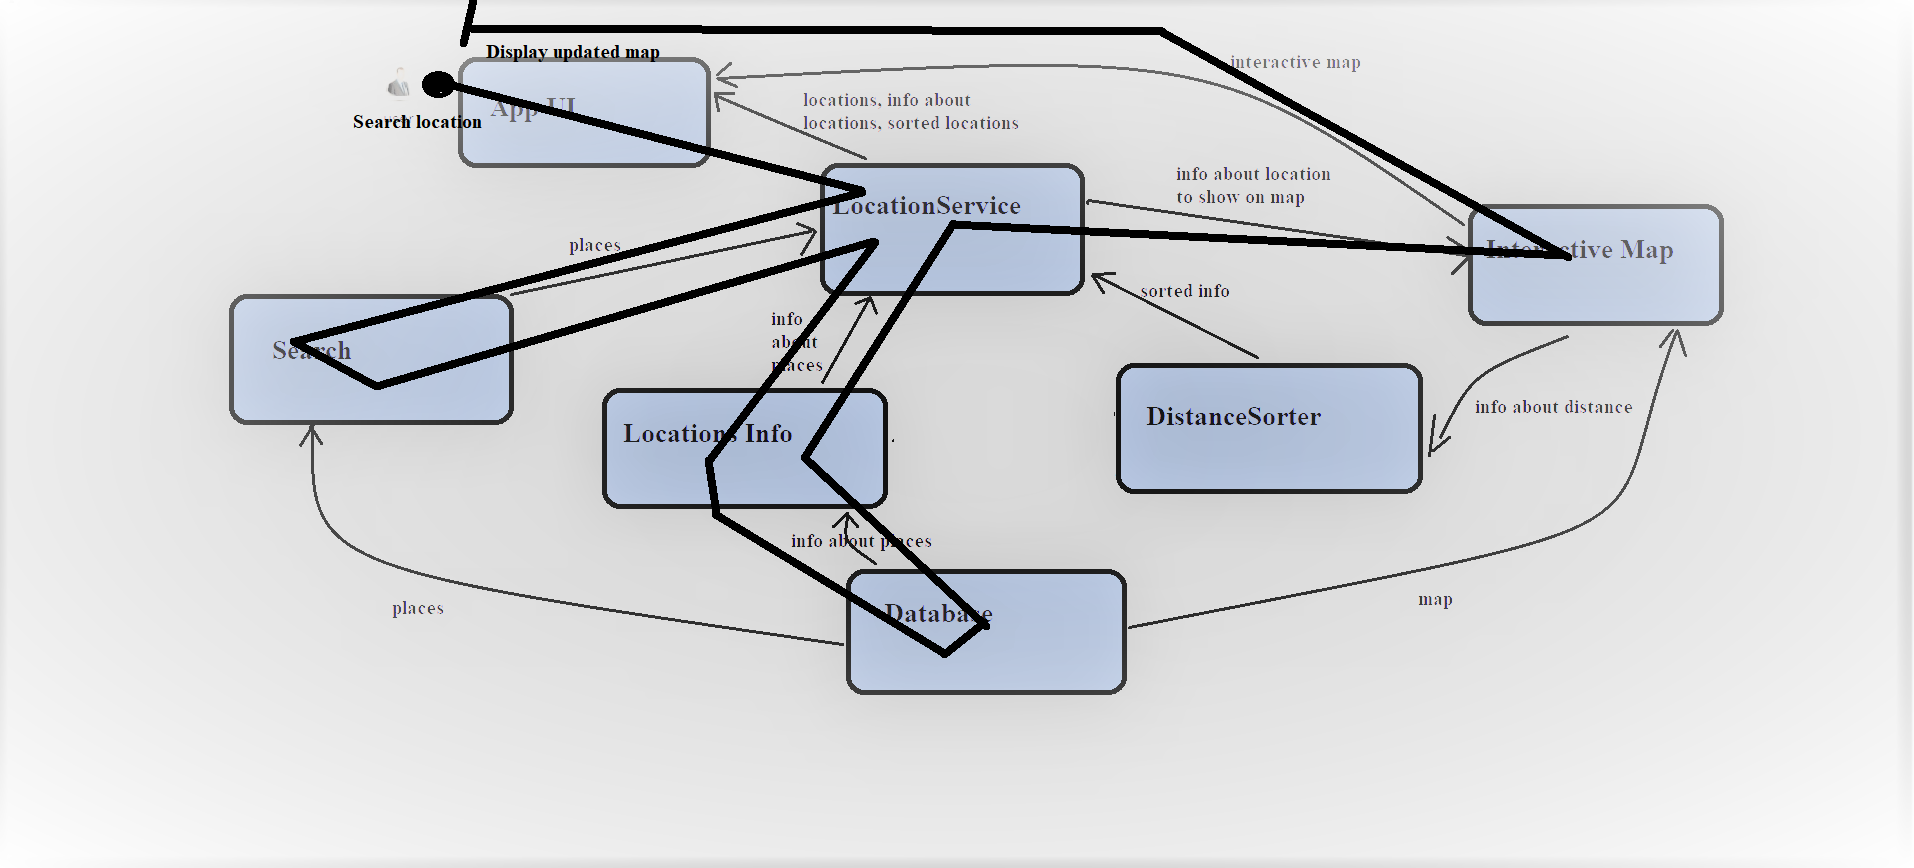 Display updated map
interactive map
App UI
locations, info about
locations, sorted locations
Search location
info about location
to show on map
LocationService
places
Interactive Map
sorted info
info
about
places
Search
info about distance
DistanceSorter
Locations Info
info about places
places
Database
map